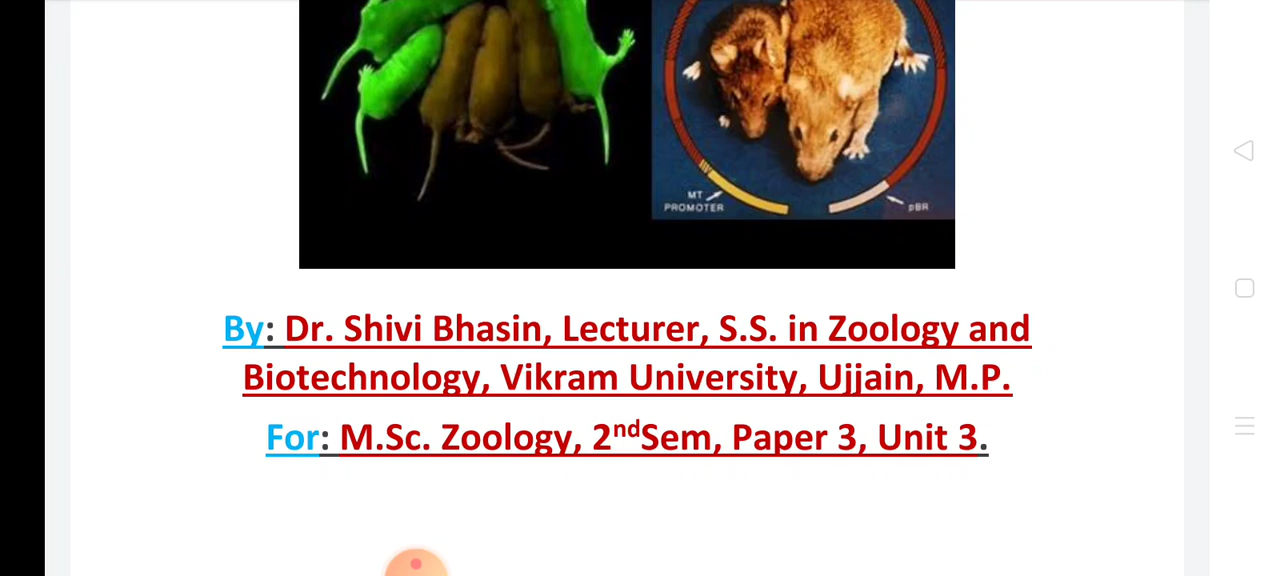 MT
PROMOTER
pBR
By: Dr. Shivi Bhasin, Lecturer, S.S. in Zoology and
Biotechnology, Vikram University, Ujjain, M.P.
For: M.Sc. Zoology, 2ndSem, Paper 3, Unit 3.